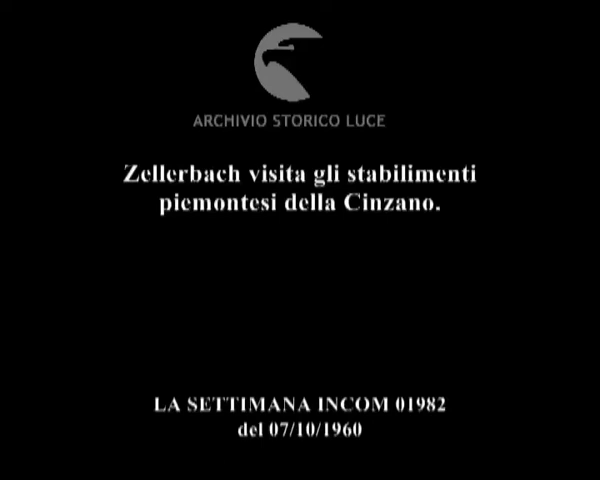 ARCHIVIO STORICO LUCE
Zellerbach visita gli stabilimenti
piemontesi della Cinzano.
LA SETTIMANA INCOM 01982
del 07/10/1960